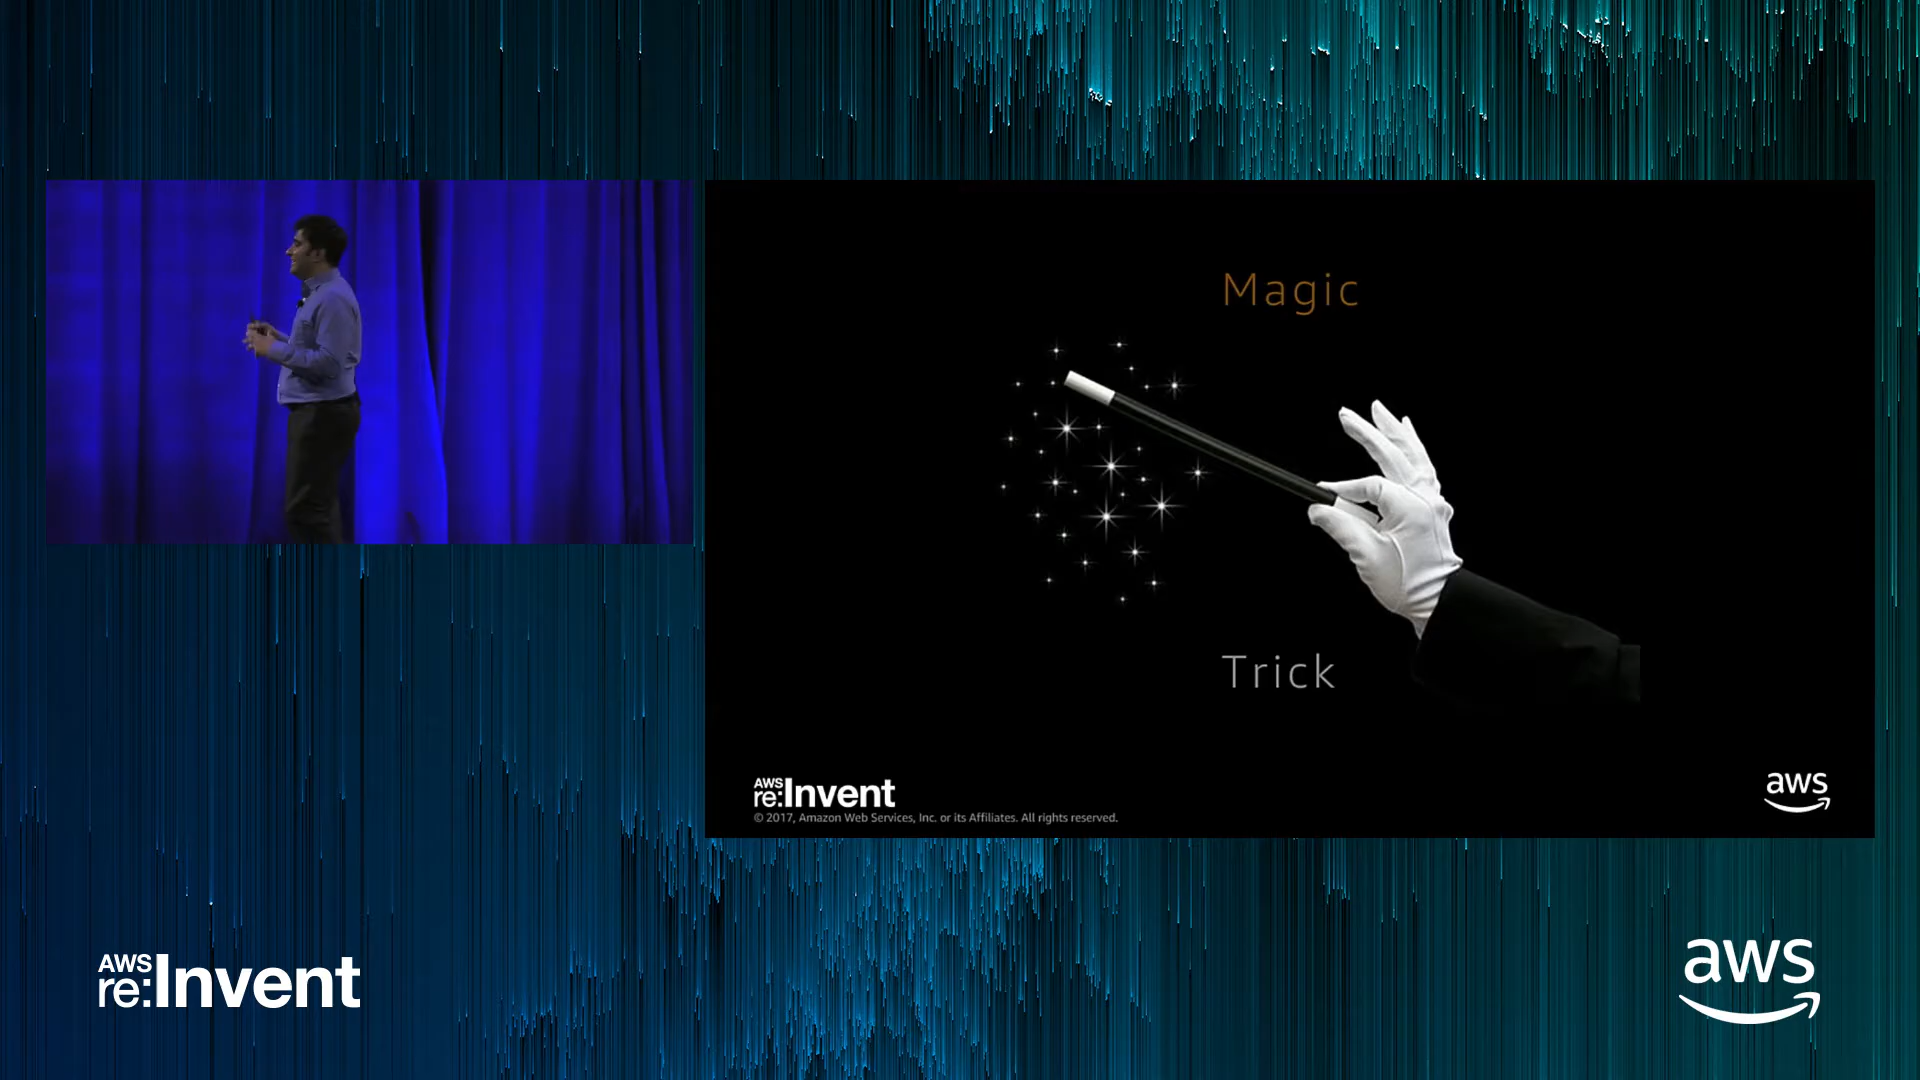 Magic
Trick
AWS
re:Invent
© 2017, Amazon Web Services, Inc. or its Affiliates. All rights reserved.
aws
AWS
re:Invent
aws